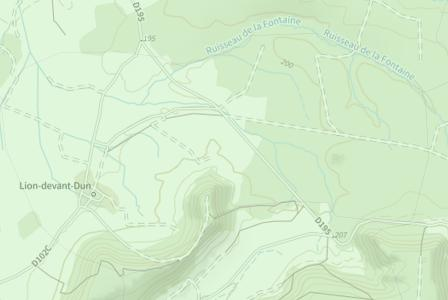 D195
195
Ruisseau de la Fontaine
Ruisseau de la Fontaine
200
Lion-devant-Dun
D195
207
D102C